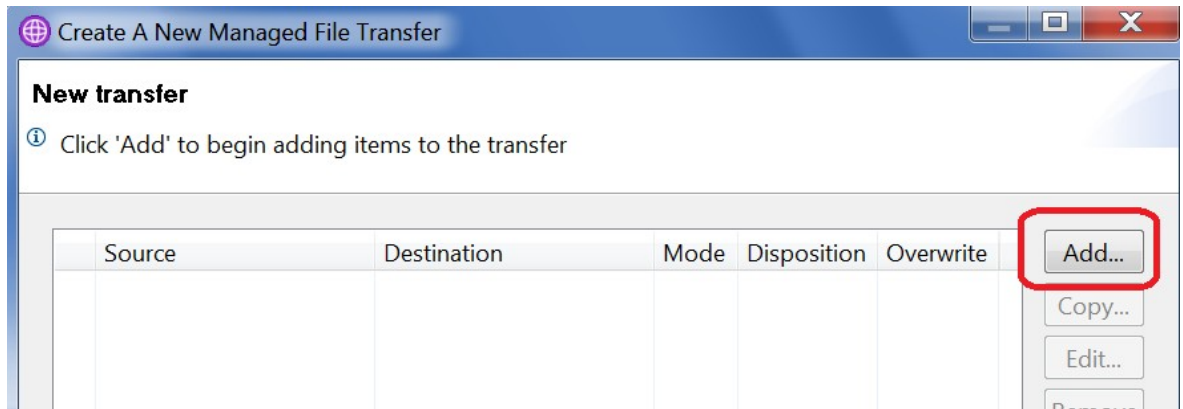 Create A New Managed File Transfer
New transfer
Click 'Add' to begin adding items to the transfer
Source Destination Mode Disposition Overwrite Add...
Copy...
Edit...
Remove